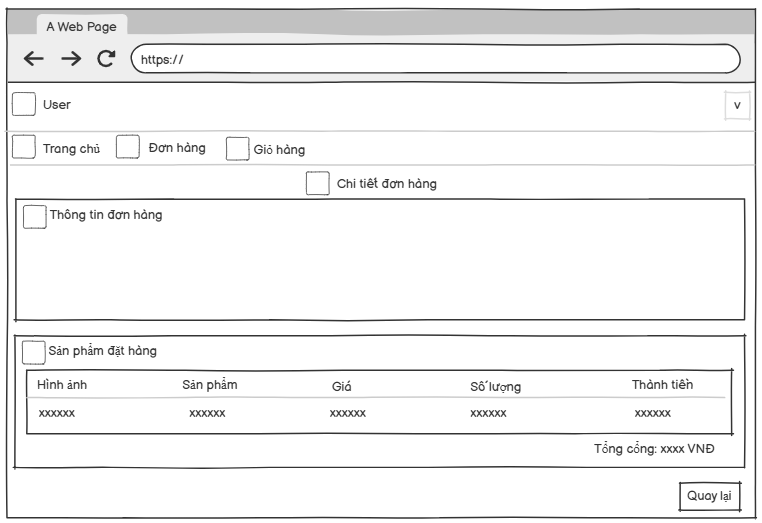 A Web Page
https://
User
v
Trang chủ Đơn hàng Giỏ hàng
Chi tiết đơn hàng
Thông tin đơn hàng
Sản phẩm đặt hàng
Hình ảnh Sản phẩm Giá Số lượng Thành tiền
xxxxxx xxxxxx xxxxxx xxxxxx xxxxxx
Tổng cổng: xxxx VNĐ
Quay lại